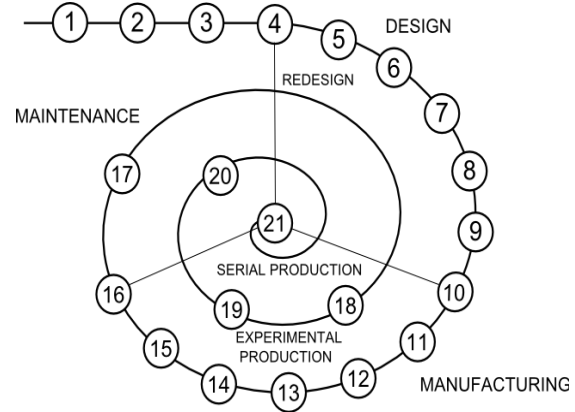 1 2 3 4 5 DESIGN
6
REDESIGN
7
MAINTENANCE
8
17 20
9
21
SERIAL PRODUCTION
16 10
19 18
EXPERIMENTAL
PRODUCTION
11
15
12
14 13
MANUFACTURING